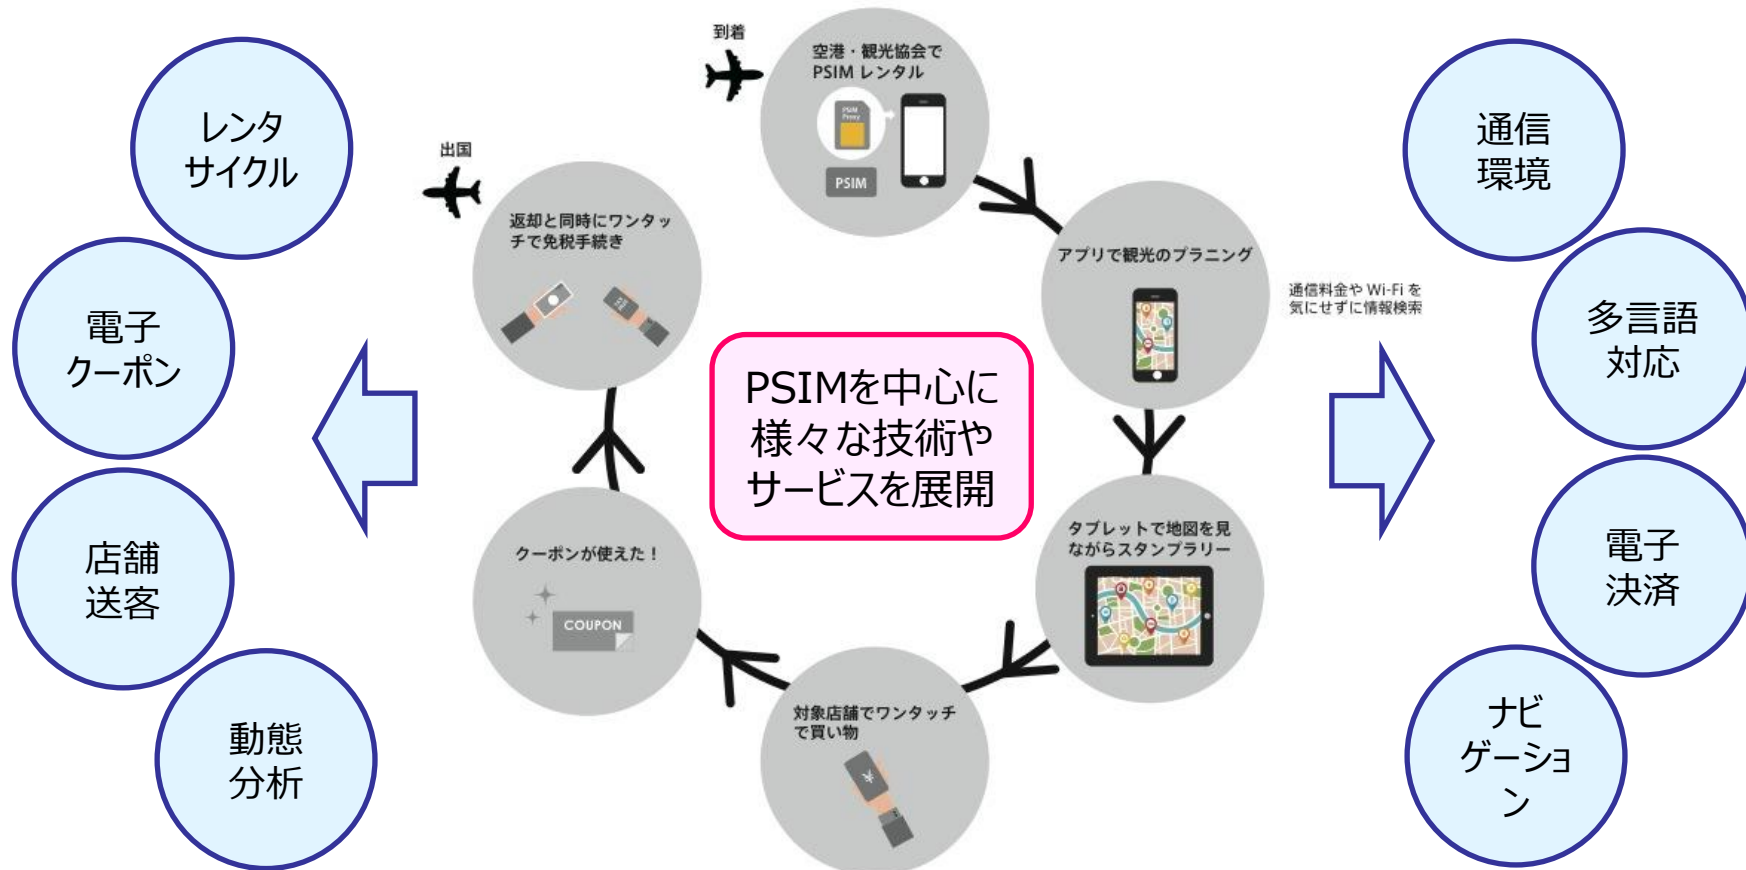 到着
空港・観光協会で
PSIM レンタル
PSIM
Proxy
PSIM
アプリで観光のプラニング
通信料金や Wi-Fi を
気にせずに情報検索
タブレットで地図を見
ながらスタンプラリー
対象店舗でワンタッチ
で買い物
クーポンが使えた！
COUPON
返却と同時にワンタッ
チで免税手続き
出国
PSIMを中心に
様々な技術や
サービスを展開
レンタ
サイクル
電子
クーポン
店舗
送客
動態
分析
通信
環境
多言語
対応
電子
決済
ナビ
ゲーショ
ン